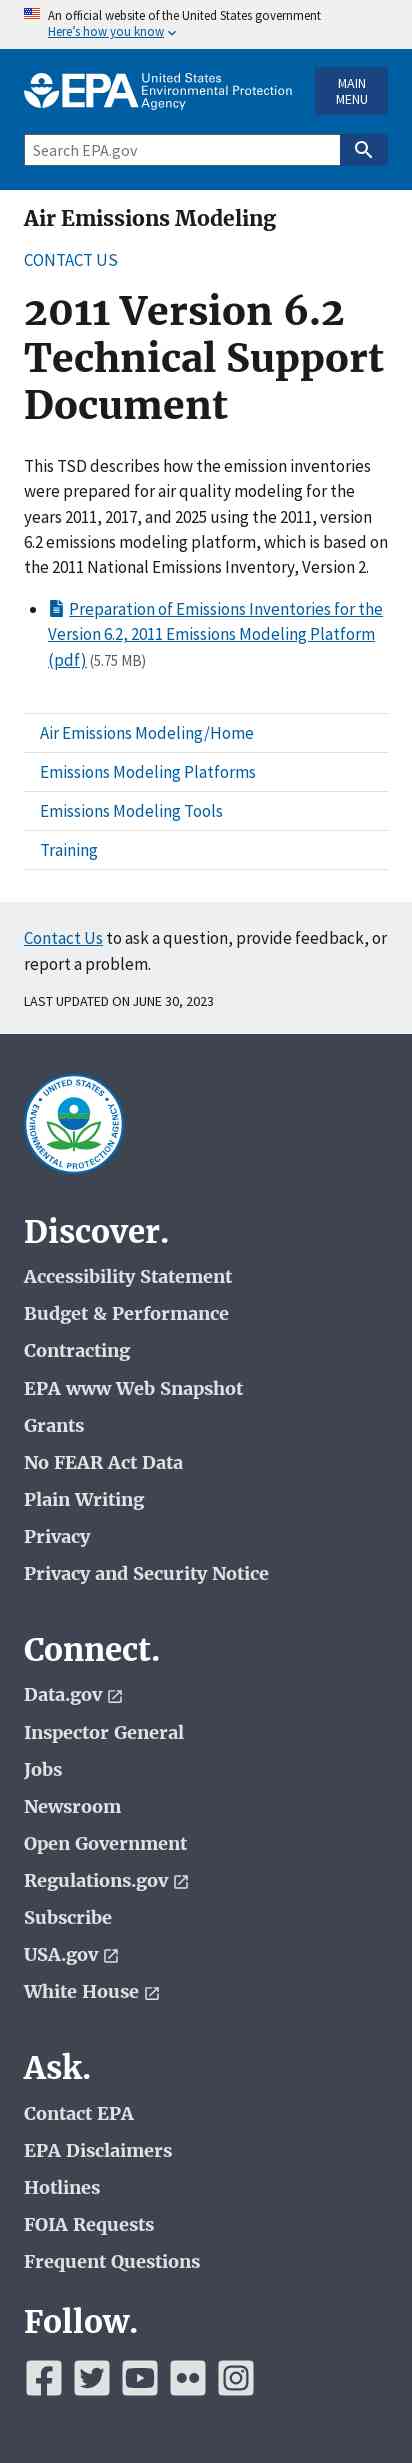 An official website of the United States government
Here's how you know
EPA United States
Environmental Protection
Agency
MAIN
MENU
Search EPA.gov
Air Emissions Modeling
CONTACT US
2011 Version 6.2
Technical Support
Document
This TSD describes how the emission inventories
were prepared for air quality modeling for the
years 2011, 2017, and 2025 using the 2011, version
6.2 emissions modeling platform, which is based on
the 2011 National Emissions Inventory, Version 2.
Preparation of Emissions Inventories for the
Version 6.2, 2011 Emissions Modeling Platform
(pdf) (5.75 MB)
Air Emissions Modeling/Home
Emissions Modeling Platforms
Emissions Modeling Tools
Training
Contact Us to ask a question, provide feedback, or
report a problem.
LAST UPDATED ON JUNE 30, 2023
UNITED STATES
ENVIRONMENTAL PROTECTION AGENCY
Discover.
Accessibility Statement
Budget & Performance
Contracting
EPA www Web Snapshot
Grants
No FEAR Act Data
Plain Writing
Privacy
Privacy and Security Notice
Connect.
Data.gov
Inspector General
Jobs
Newsroom
Open Government
Regulations.gov
Subscribe
USA.gov
White House
Ask.
Contact EPA
EPA Disclaimers
Hotlines
FOIA Requests
Frequent Questions
Follow.